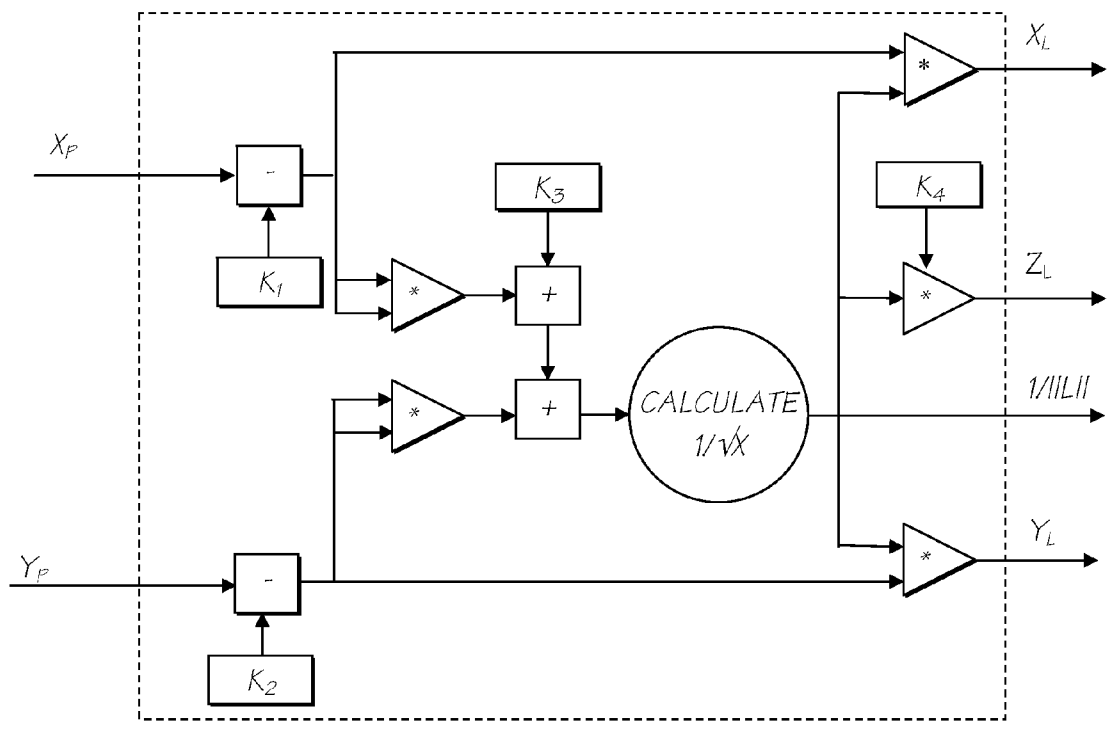 X_L
*
X_P
-
K_3
K_4
K_1
*
+
*
Z_L
*
+
CALCULATE
1/√X
1/||L||
Y_P
-
*
Y_L
K_2